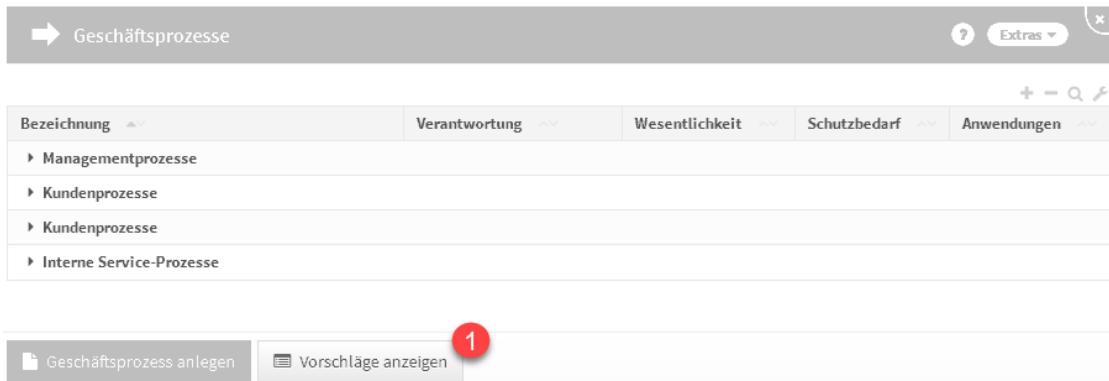 Geschäftsprozesse
? Extras
Bezeichnung Verantwortung Wesentlichkeit Schutzbedarf Anwendungen
Managementprozesse
Kundenprozesse
Kundenprozesse
Interne Service-Prozesse
Geschäftsprozess anlegen Vorschläge anzeigen 1